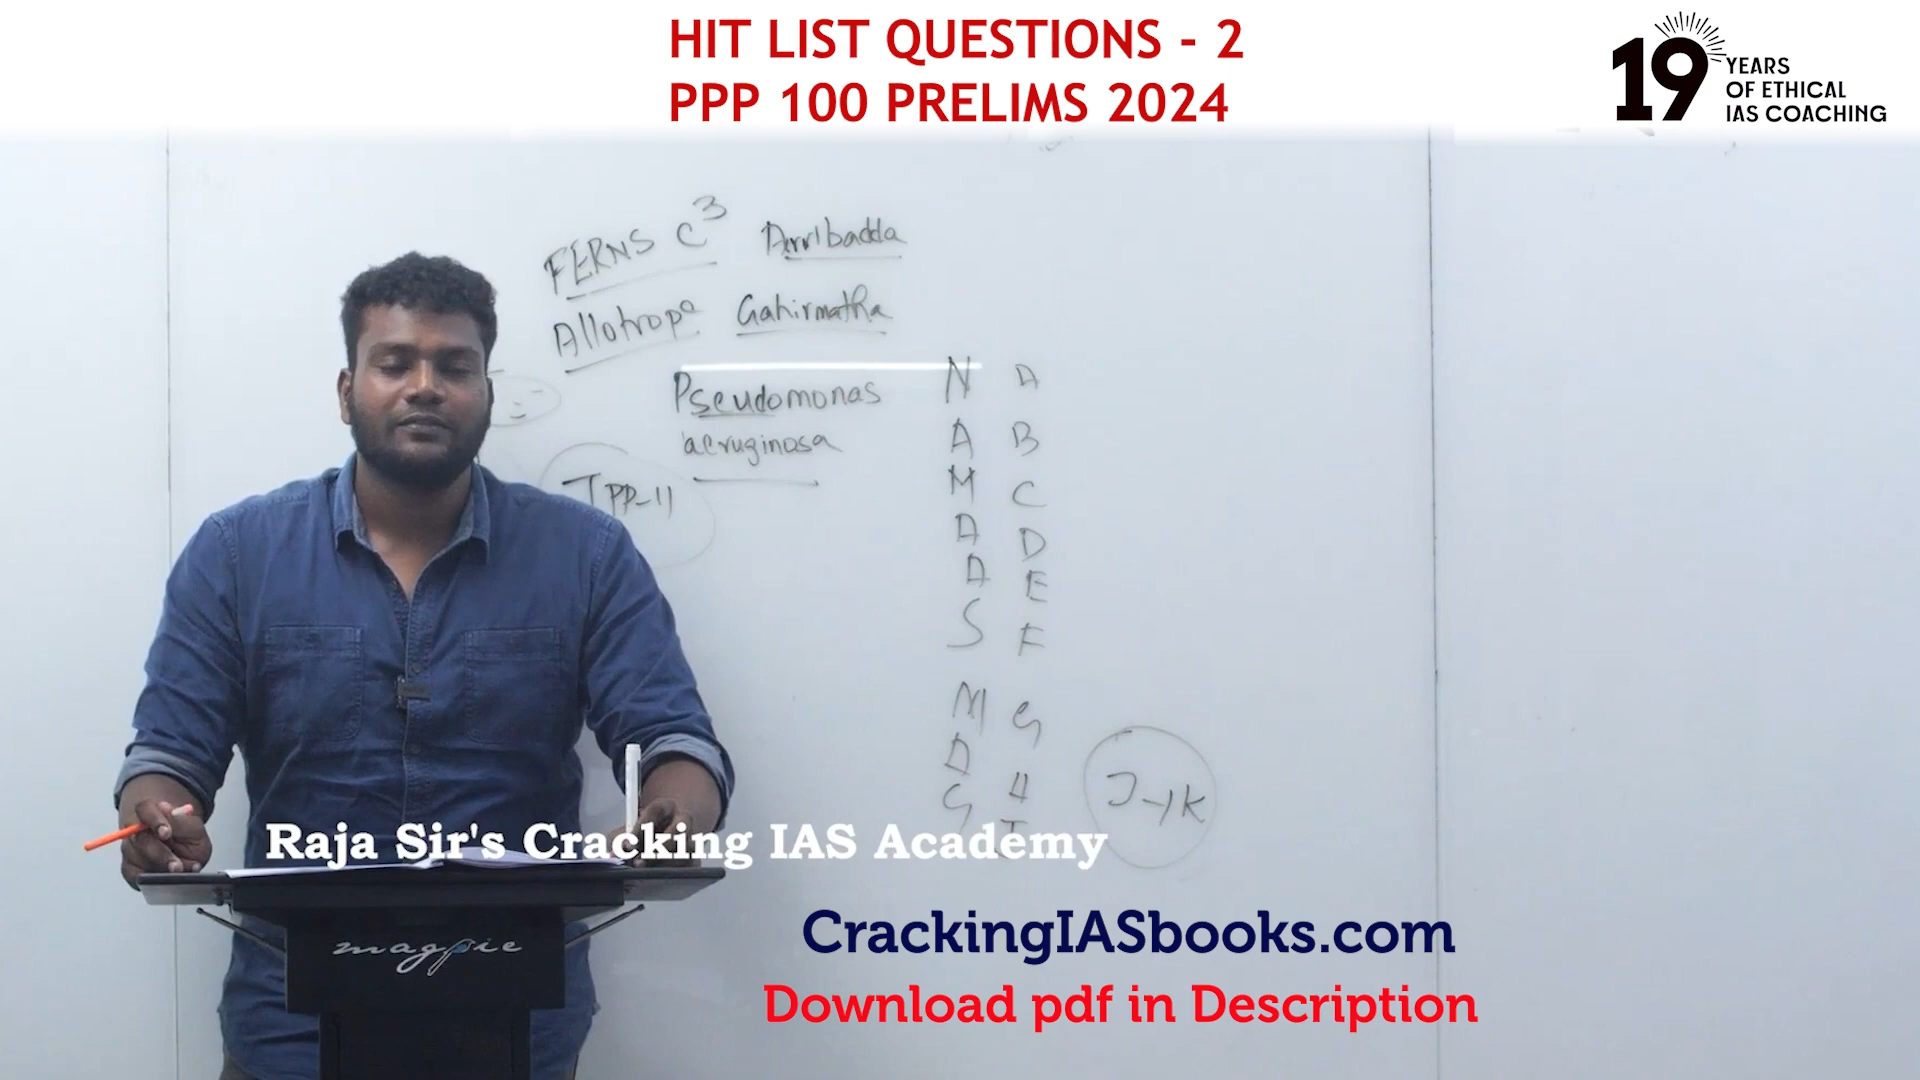 HIT LIST QUESTIONS - 2
PPP 100 PRELIMS 2024
19 YEARS
OF ETHICAL
IAS COACHING
FERNS C³ Arribadda
Allotrope Gahirmatha
Pseudomonas
aeruginosa
TPP-11
N A
A B
M C
A D
A E
S F
M G
A H
G I
J-K
Raja Sir's Cracking IAS Academy
magpie
CrackingIASbooks.com
Download pdf in Description